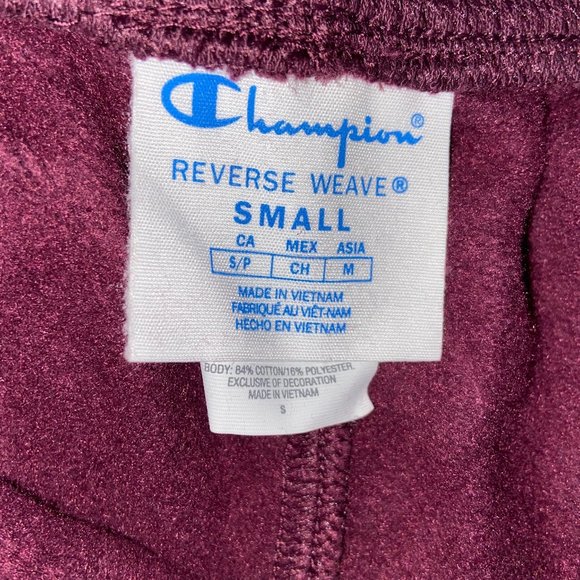 Champion®
REVERSE WEAVE®
SMALL
CA MEX ASIA
S/P CH M
MADE IN VIETNAM
FABRIQUÉ AU VIÊT-NAM
HECHO EN VIETNAM
BODY: 84% COTTON/16% POLYESTER.
EXCLUSIVE OF DECORATION
MADE IN VIETNAM
S